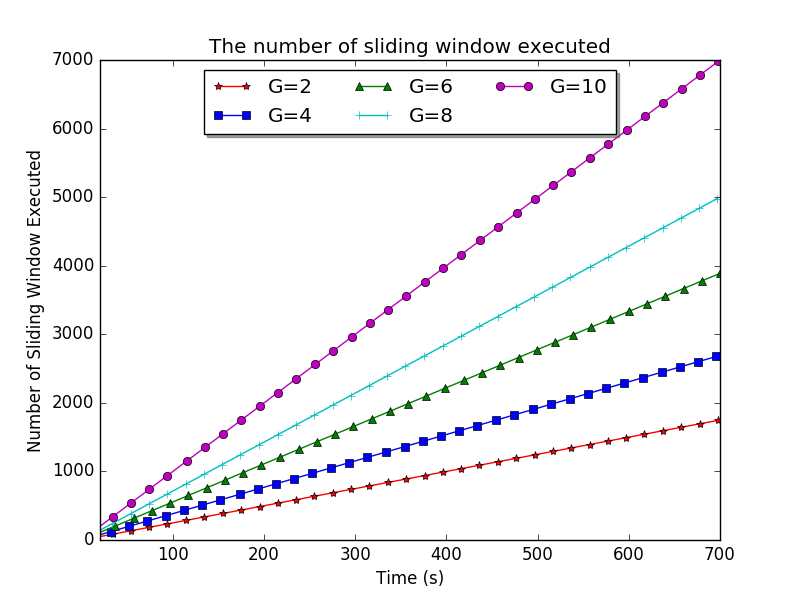 The number of sliding window executed
G=2 G=6 G=10
G=4 G=8
Number of Sliding Window Executed
7000
6000
5000
4000
3000
2000
1000
0
100 200 300 400 500 600 700
Time (s)